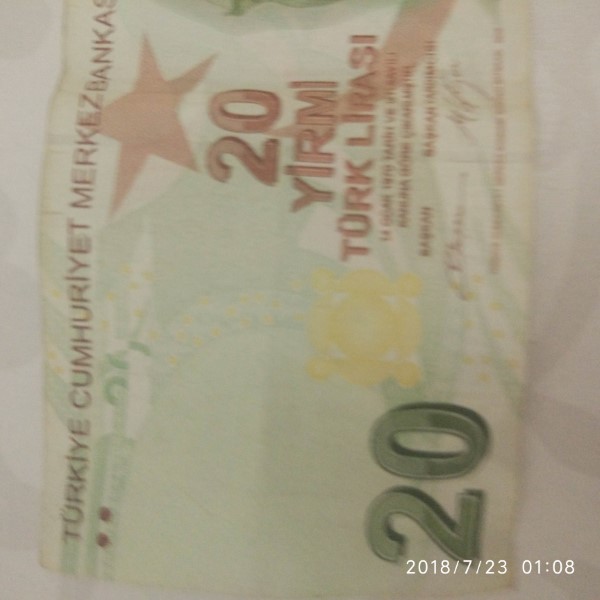 TÜRKİYE CUMHURİYET MERKEZ BANKASI
20
YİRMİ
TÜRK LİRASI
BAŞKAN
20
2018/7/23 01:08